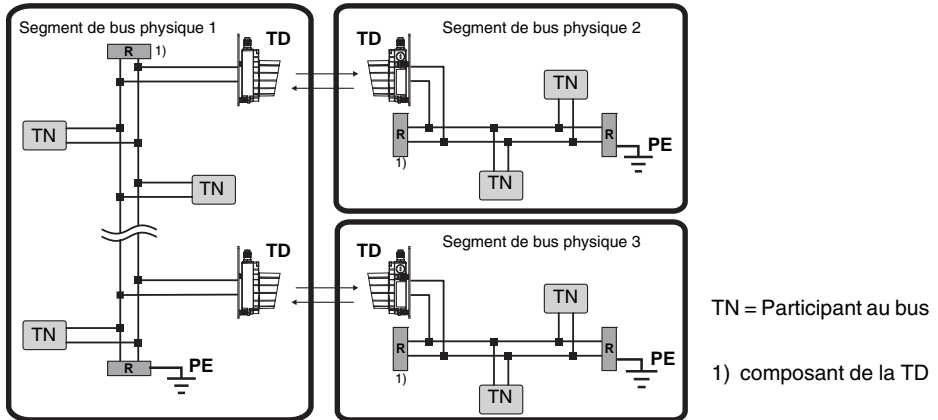 Segment de bus physique 1
R 1)
TD
TN
TN
TD
TN
R
PE
Segment de bus physique 2
TD
TN
R
R
PE
1)
TN
Segment de bus physique 3
TD
TN
R
R
PE
1)
TN
TN = Participant au bus
1) composant de la TD